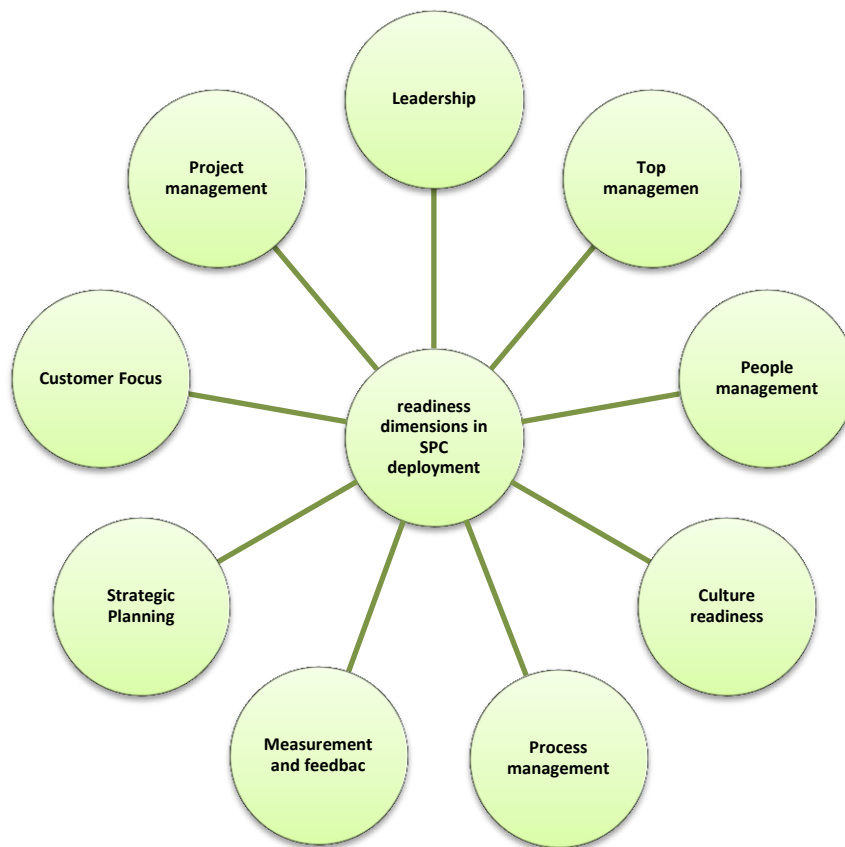 Leadership
Top
managemen
People
management
Culture
readiness
Process
management
Measurement
and feedbac
Strategic
Planning
Customer Focus
Project
management
readiness
dimensions in
SPC
deployment